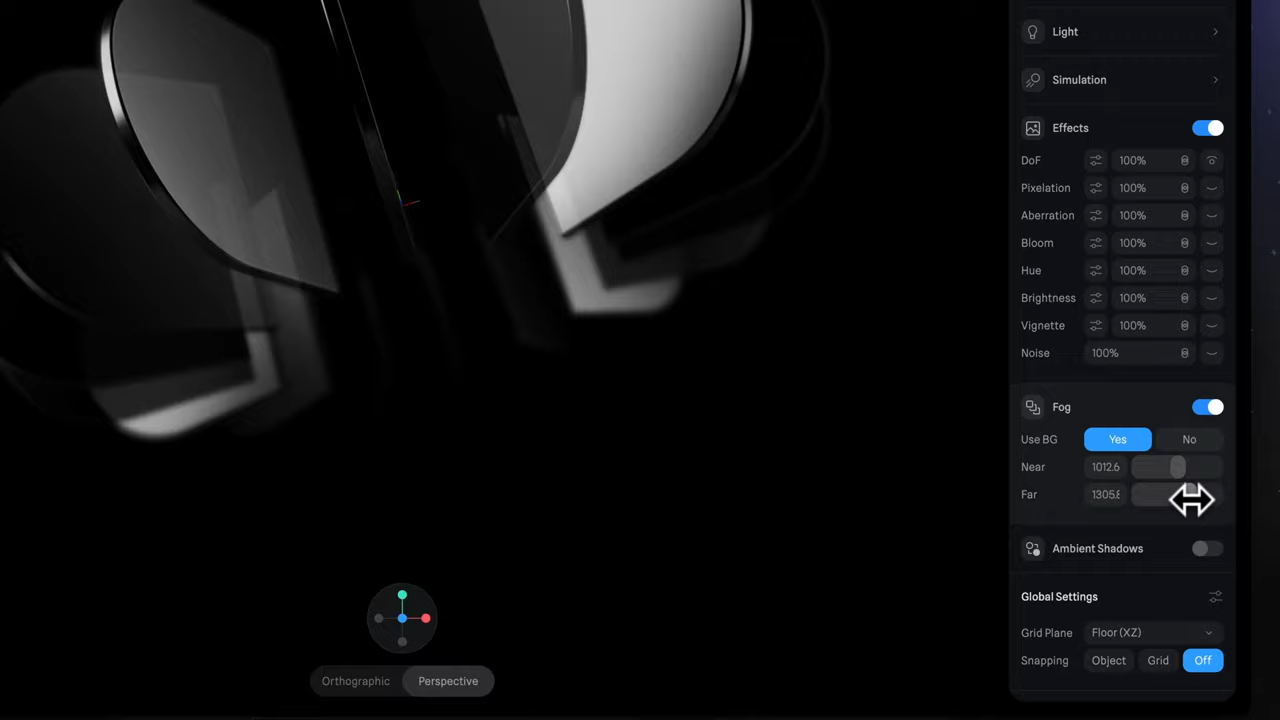 Light
Simulation
Effects
DoF 100%
Pixelation 100%
Aberration 100%
Bloom 100%
Hue 100%
Brightness 100%
Vignette 100%
Noise 100%
Fog
Use BG Yes No
Near 1012.6
Far 1305.8
Ambient Shadows
Global Settings
Grid Plane Floor (XZ)
Snapping Object Grid Off
Orthographic Perspective